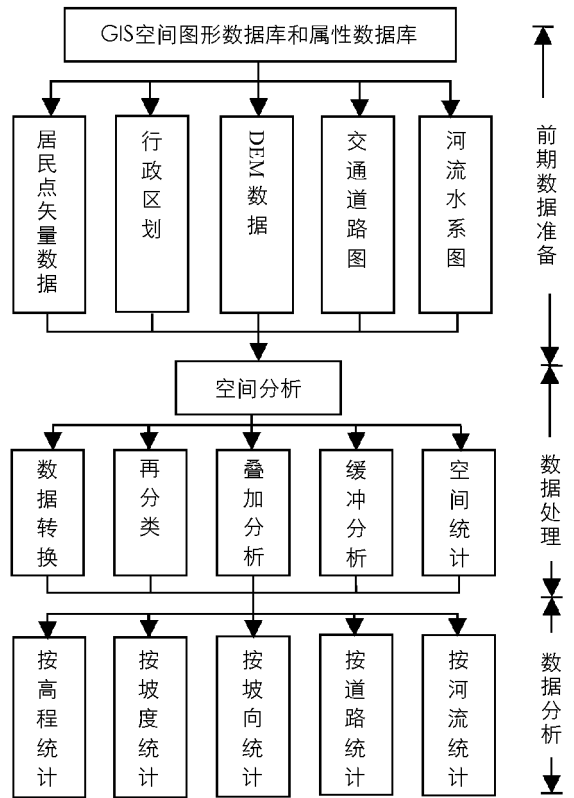 GIS空间图形数据库和属性数据库
居民点矢量数据
行政区划
DEM数据
交通道路图
河流水系图
前期数据准备
空间分析
数据转换
再分类
叠加分析
缓冲分析
空间统计
数据处理
按高程统计
按坡度统计
按坡向统计
按道路统计
按河流统计
数据分析